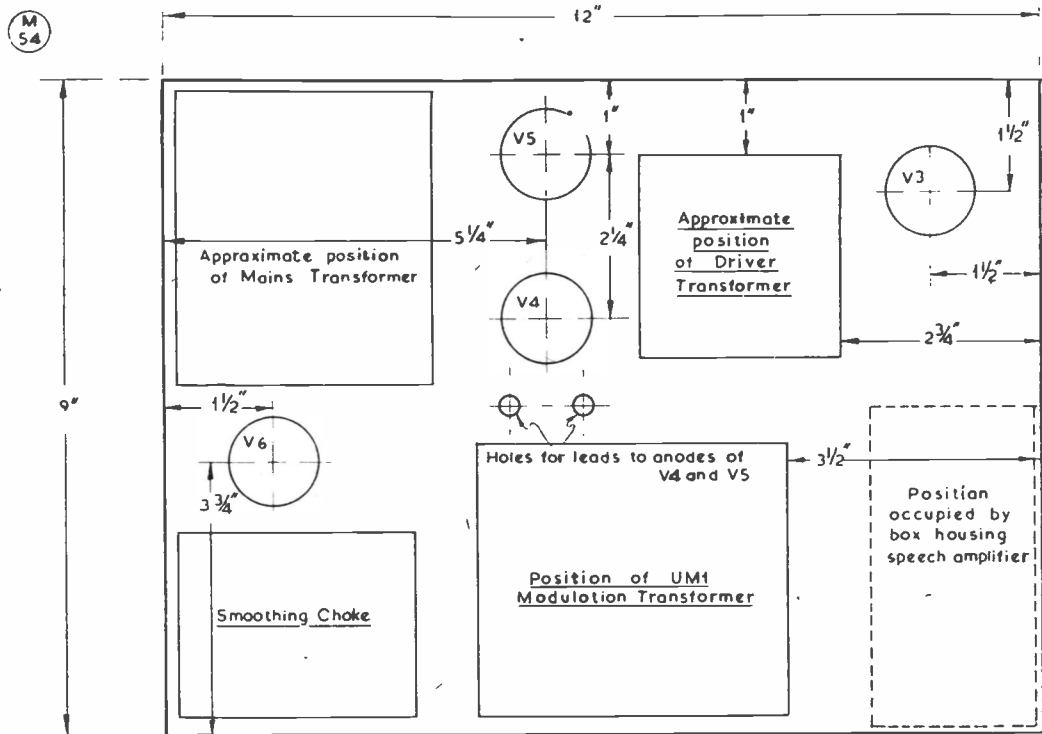 M
54
12"
V5
1"
1"
1½"
V3
Approximate
position
of Driver
Transformer
5¼"
2¼"
Approximate position
of Mains Transformer
1½"
V4
2¾"
9"
1½"
V6
Holes for leads to anodes of
V4 and V5
3½"
3¾"
Position
occupied by
box housing
speech amplifier
Position of UM1
Modulation Transformer
Smoothing Choke